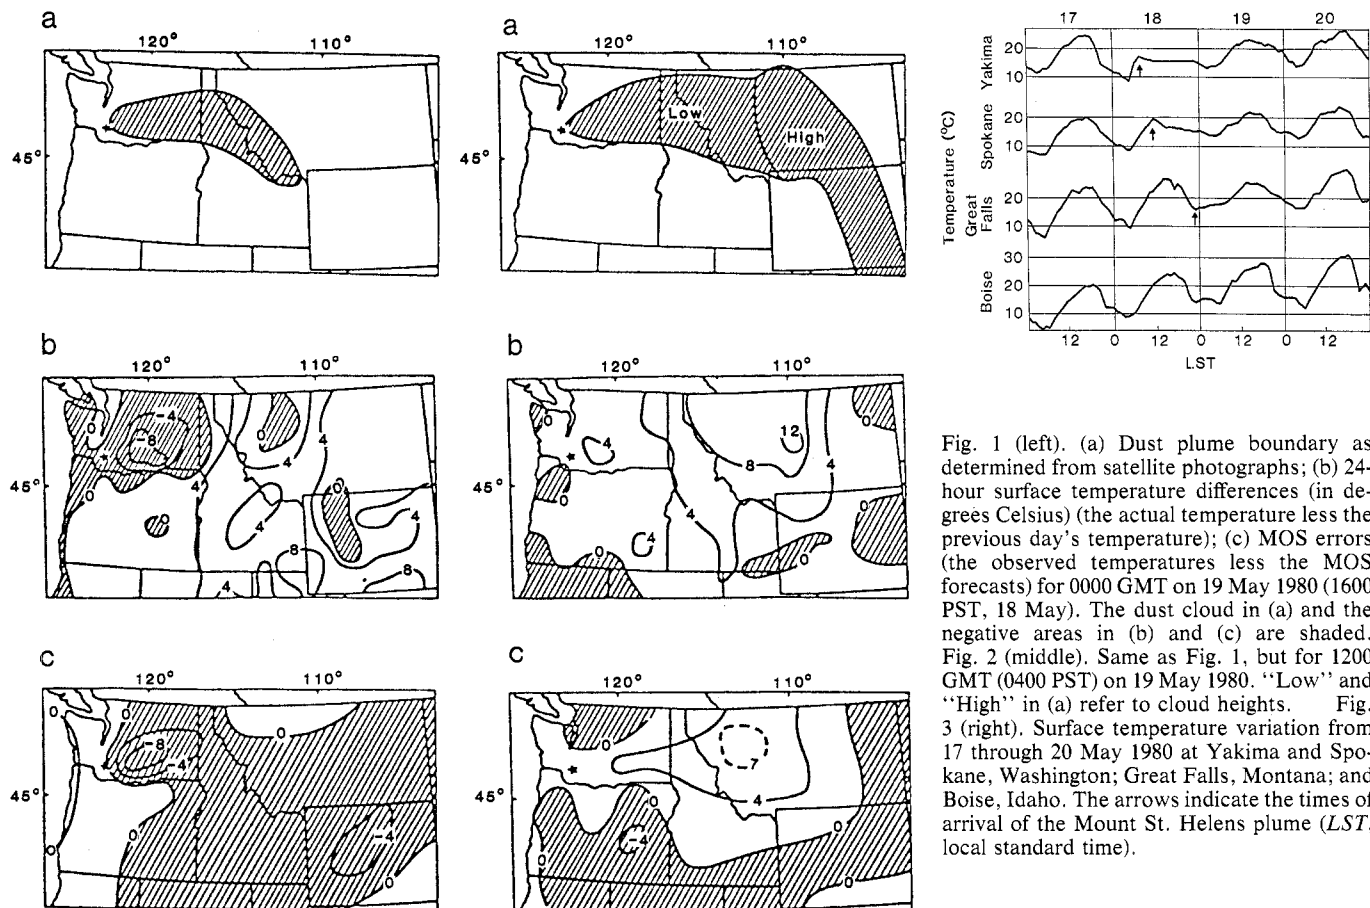 a
120°
110°
45°
a
120°
110°
Low
High
45°
17
18
19
20
Temperature (°C)
Yakima
20
10
Spokane
20
10
Great
Falls
20
10
Boise
30
20
10
12
0
12
0
12
0
12
LST
b
120°
110°
0
0
-4
-8
0
4
4
45°
0
4
0
0
4
4
8
4
8
b
120°
110°
0
4
12
0
8
4
45°
0
0
4
0
0
4
c
120°
110°
0
0
0
-8
-4
45°
0
0
-4
0
c
120°
110°
0
7
4
45°
0
-4
0
0
0
Fig. 1 (left). (a) Dust plume boundary as
determined from satellite photographs; (b) 24-
hour surface temperature differences (in de-
grees Celsius) (the actual temperature less the
previous day's temperature); (c) MOS errors
(the observed temperatures less the MOS
forecasts) for 0000 GMT on 19 May 1980 (1600
PST, 18 May). The dust cloud in (a) and the
negative areas in (b) and (c) are shaded.
Fig. 2 (middle). Same as Fig. 1, but for 1200
GMT (0400 PST) on 19 May 1980. "Low" and
"High" in (a) refer to cloud heights. Fig.
3 (right). Surface temperature variation from
17 through 20 May 1980 at Yakima and Spo-
kane, Washington; Great Falls, Montana; and
Boise, Idaho. The arrows indicate the times of
arrival of the Mount St. Helens plume (LST,
local standard time).